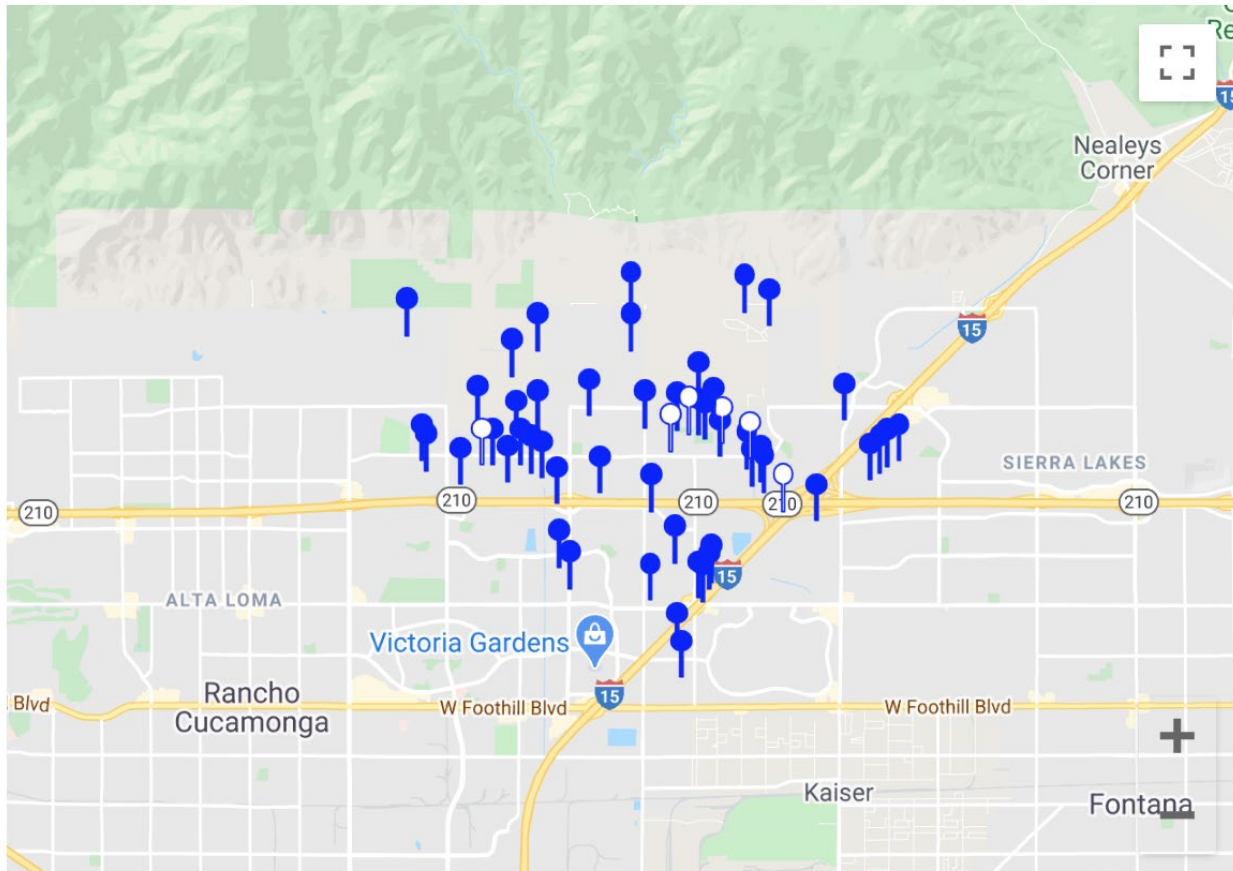 Re
15
Nealeys
Corner
15
SIERRA LAKES
210
210
210
210
210
15
ALTA LOMA
Victoria Gardens
Rancho
Cucamonga
15
Blvd
W Foothill Blvd
W Foothill Blvd
Kaiser
Fontana